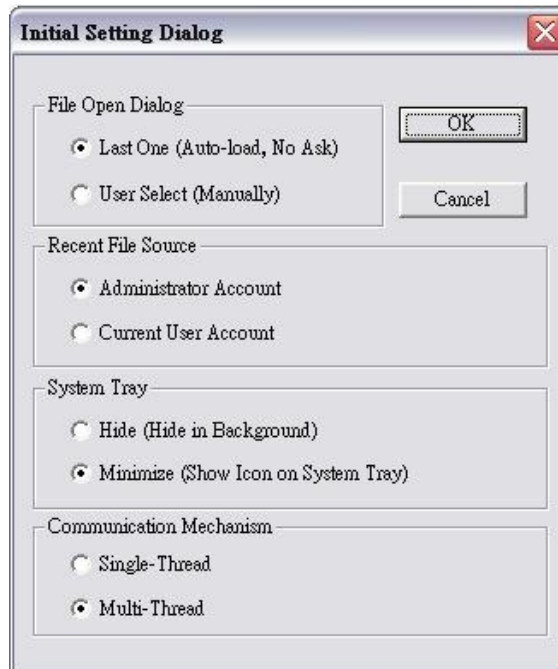 Initial Setting Dialog
File Open Dialog
Last One (Auto-load, No Ask)
User Select (Manually)
OK
Cancel
Recent File Source
Administrator Account
Current User Account
System Tray
Hide (Hide in Background)
Minimize (Show Icon on System Tray)
Communication Mechanism
Single-Thread
Multi-Thread